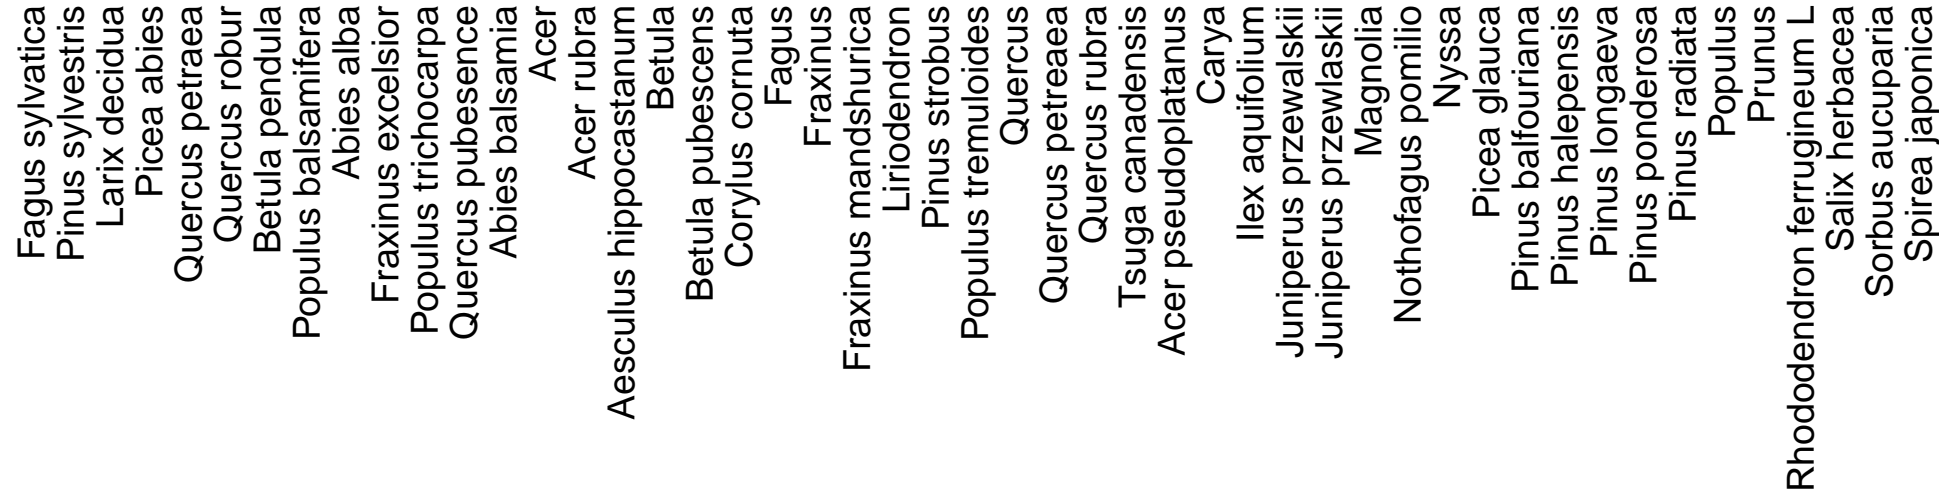 Fagus sylvatica
Pinus sylvestris
Larix decidua
Picea abies
Quercus petraea
Quercus robur
Betula pendula
Populus balsamifera
Abies alba
Fraxinus excelsior
Populus trichocarpa
Quercus pubesence
Abies balsamia
Acer
Acer rubra
Aesculus hippocastanum
Betula
Betula pubescens
Corylus cornuta
Fagus
Fraxinus
Fraxinus mandshurica
Liriodendron
Pinus strobus
Populus tremuloides
Quercus
Quercus petreaea
Quercus rubra
Tsuga canadensis
Acer pseudoplatanus
Carya
Ilex aquifolium
Juniperus przewalskii
Juniperus przewlaskii
Magnolia
Nothofagus pomilio
Nyssa
Picea glauca
Pinus balfouriana
Pinus halepensis
Pinus longaeva
Pinus ponderosa
Pinus radiata
Populus
Prunus
Rhododendron ferrugineum L
Salix herbacea
Sorbus aucuparia
Spirea japonica